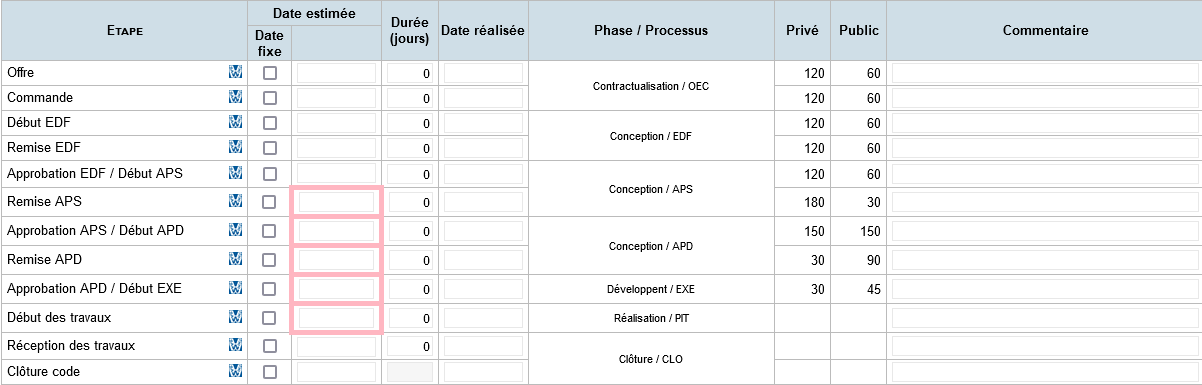 ETAPE Date estimée Durée (jours) Date réalisée Phase / Processus Privé Public Commentaire
Date fixe
Offre 0 Contractualisation / OEC 120 60
Commande 0 120 60
Début EDF 0 Conception / EDF 120 60
Remise EDF 0 120 60
Approbation EDF / Début APS 0 Conception / APS 120 60
Remise APS 0 180 30
Approbation APS / Début APD 0 Conception / APD 150 150
Remise APD 0 30 90
Approbation APD / Début EXE 0 Développent / EXE 30 45
Début des travaux 0 Réalisation / PIT
Réception des travaux 0 Clôture / CLO
Clôture code